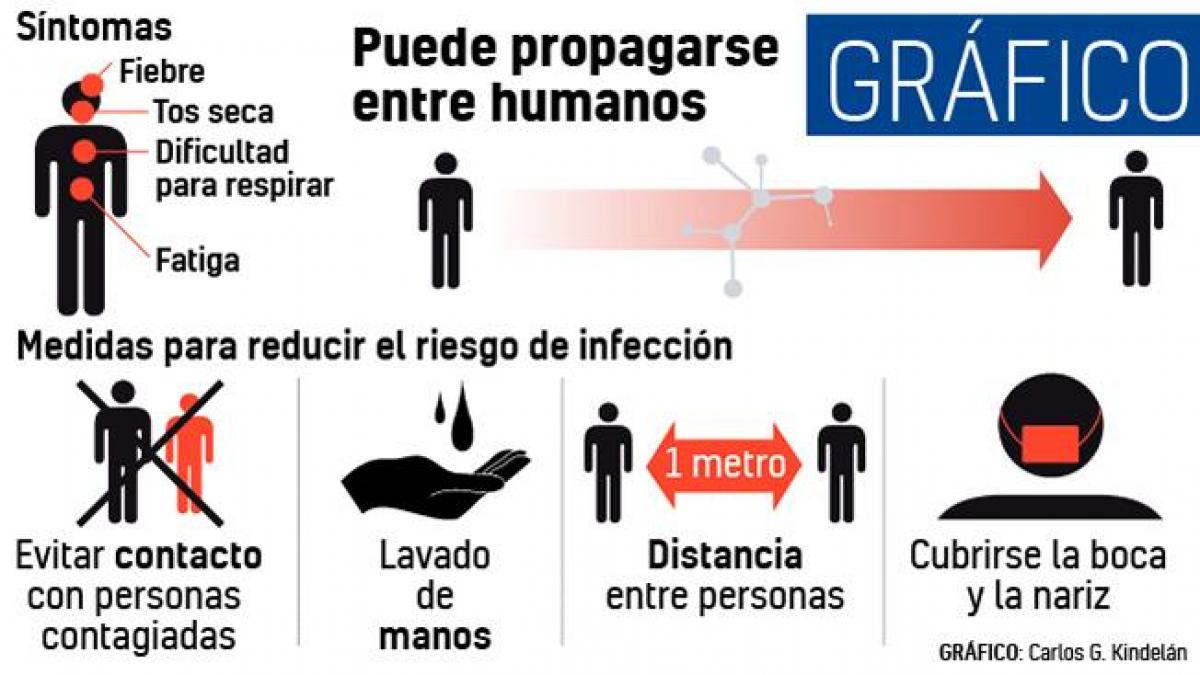 Síntomas
Fiebre
Tos seca
Dificultad
para respirar
Fatiga
Puede propagarse
entre humanos
GRÁFICO
Medidas para reducir el riesgo de infección
Evitar contacto
con personas
contagiadas
Lavado
de
manos
1 metro
Distancia
entre personas
Cubrirse la boca
y la nariz
GRÁFICO: Carlos G. Kindelán